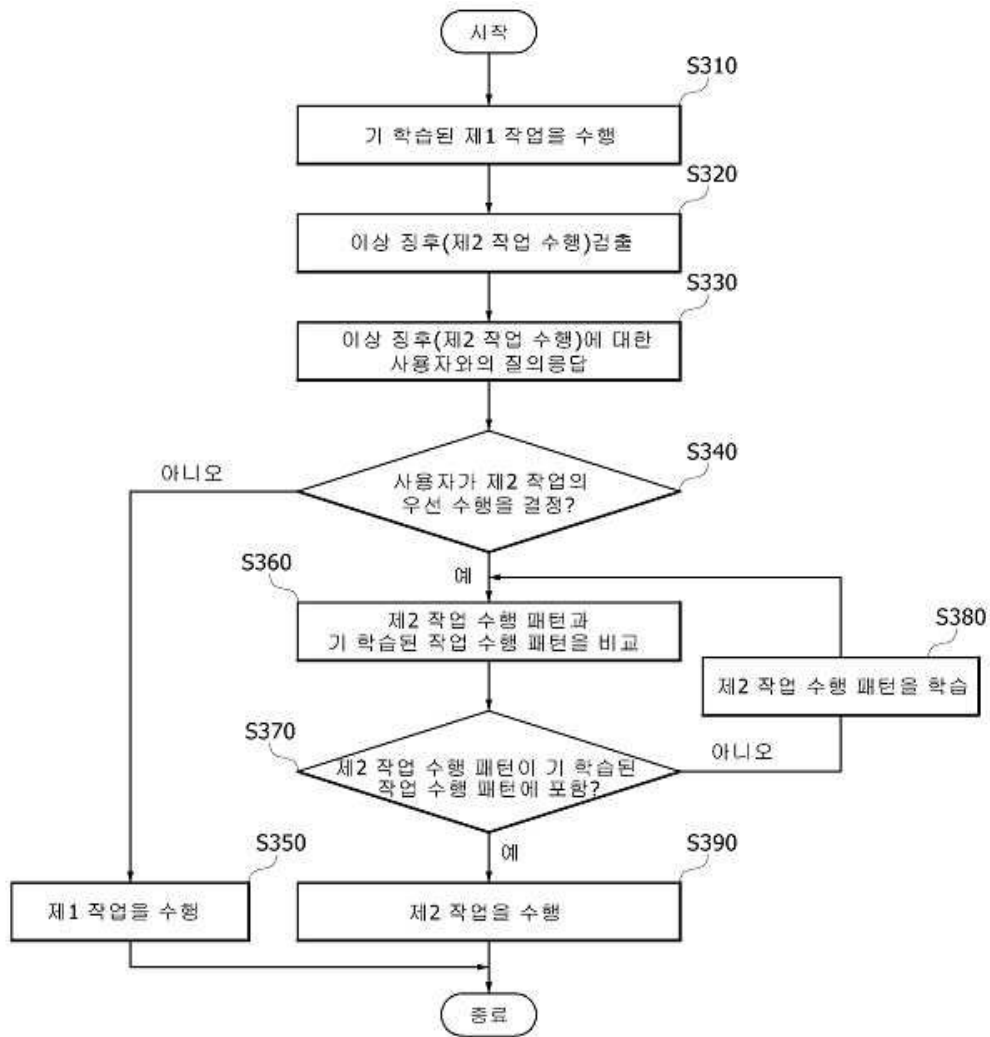 시작
S310
기 학습된 제1 작업을 수행
S320
이상 징후(제2 작업 수행)검출
S330
이상 징후(제2 작업 수행)에 대한
사용자와의 질의응답
S340
아니오
사용자가 제2 작업의
우선 수행을 결정?
예
S360
제2 작업 수행 패턴과
기 학습된 작업 수행 패턴을 비교
S380
제2 작업 수행 패턴을 학습
S370
아니오
제2 작업 수행 패턴이 기 학습된
작업 수행 패턴에 포함?
예
S350
제1 작업을 수행
S390
제2 작업을 수행
종료